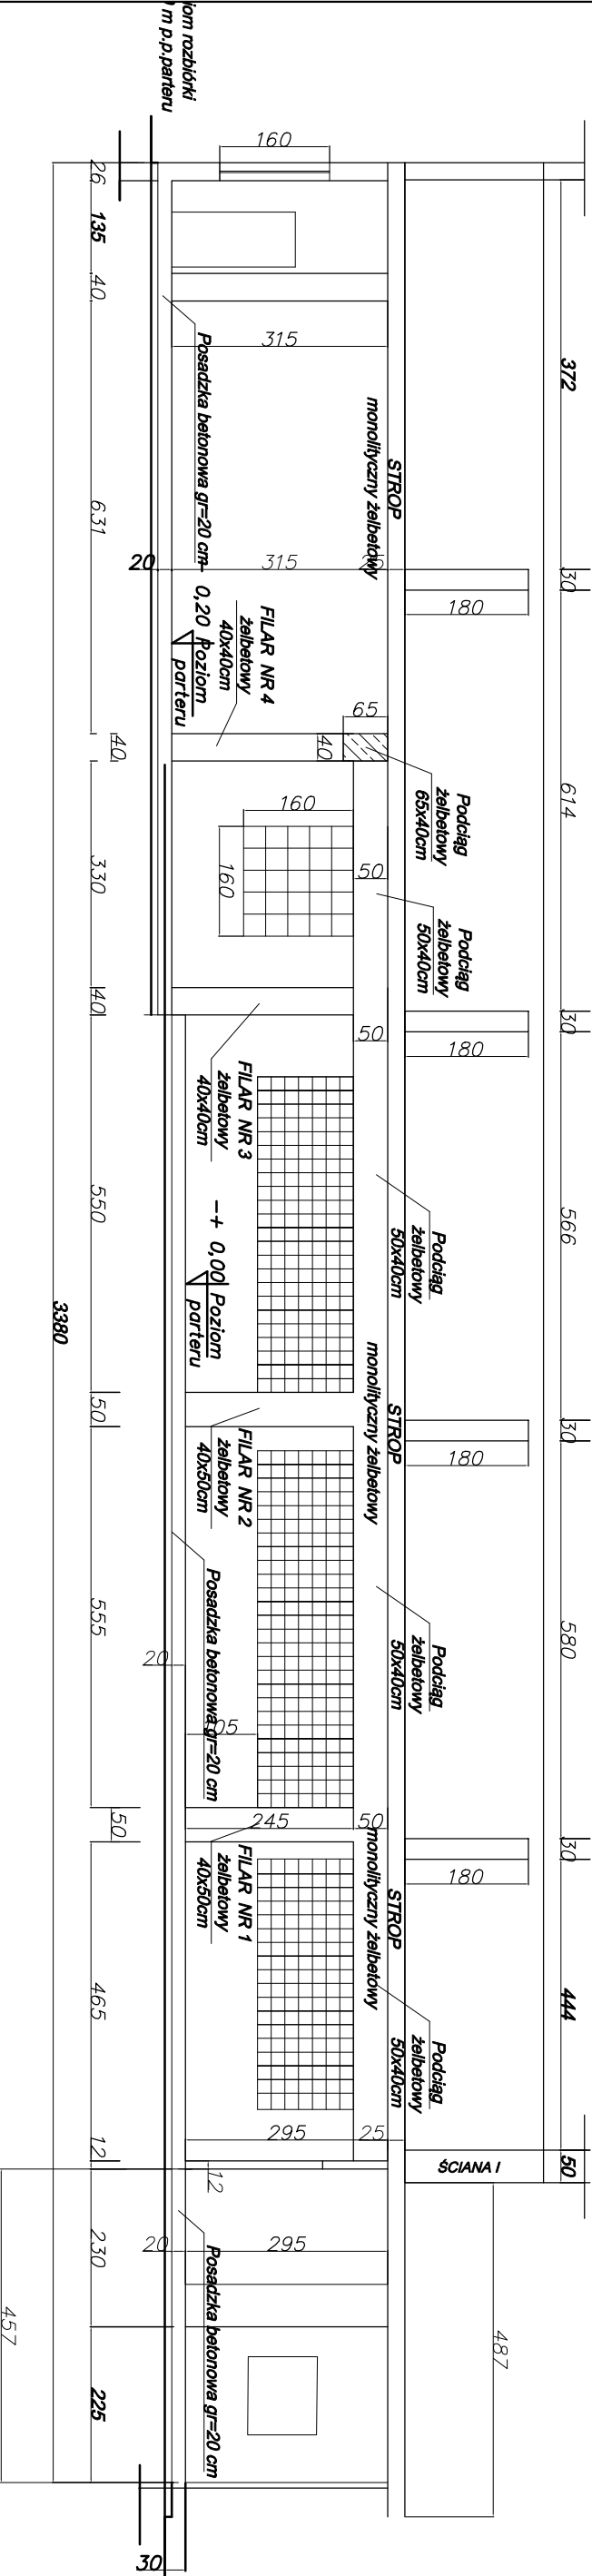 iom rozbiórki
m p.p.parteru
160
26
135
40
631
40
330
40
550
50
555
50
465
12
230
225
3380
457
372
30
614
30
566
30
580
30
444
50
487
315
Posadzka betonowa gr=20 cm
STROP
monolityczny żelbetowy
20
315
25
180
- 0,20 Poziom
parteru
FILAR NR 4
żelbetowy
40x40cm
65
40
Podciąg
żelbetowy
65x40cm
160
160
50
Podciąg
żelbetowy
50x40cm
50
180
FILAR NR 3
żelbetowy
40x40cm
Podciąg
żelbetowy
50x40cm
-+ 0,00 Poziom
parteru
STROP
monolityczny żelbetowy
180
FILAR NR 2
żelbetowy
40x50cm
Posadzka betonowa gr=20 cm
20
105
Podciąg
żelbetowy
50x40cm
245
50
180
FILAR NR 1
żelbetowy
40x50cm
STROP
monolityczny żelbetowy
Podciąg
żelbetowy
50x40cm
295
25
12
ŚCIANA I
20
295
Posadzka betonowa gr=20 cm
30